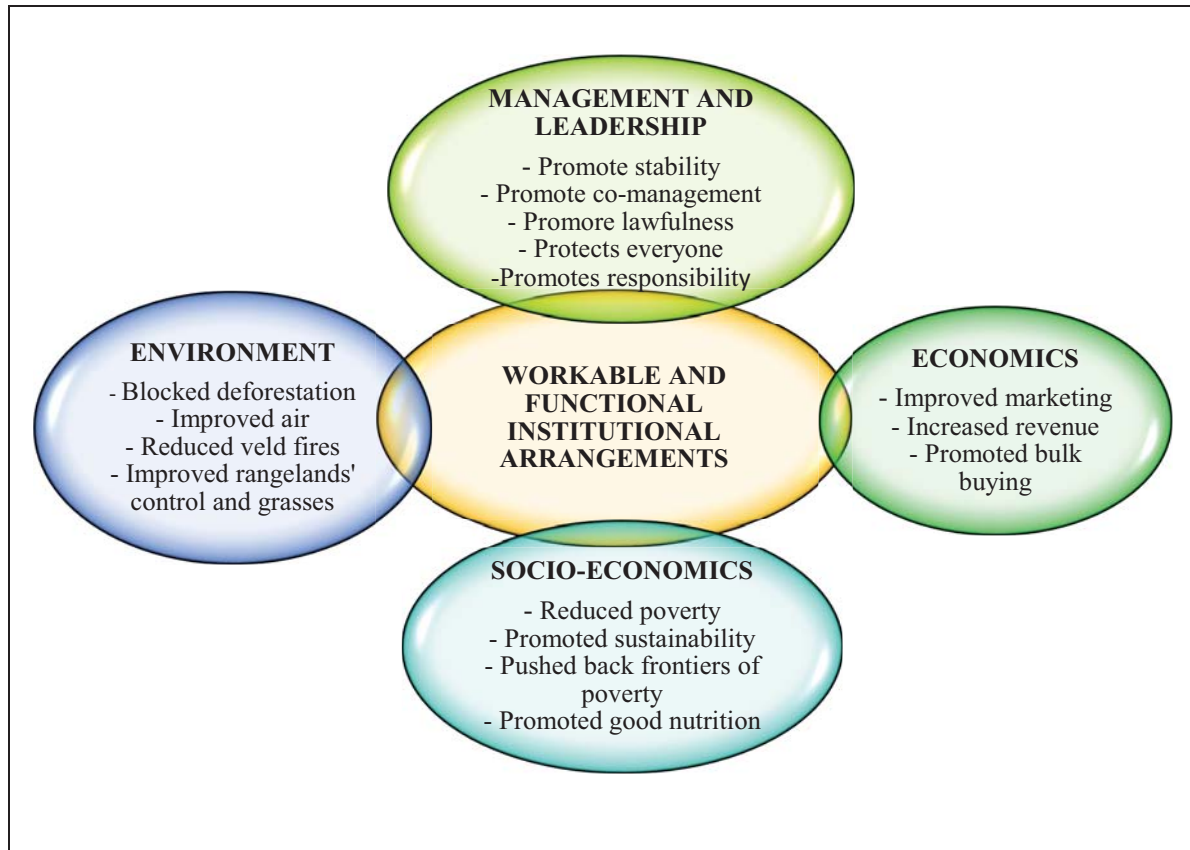 MANAGEMENT AND
LEADERSHIP
- Promote stability
- Promote co-management
- Promore lawfulness
- Protects everyone
-Promotes responsibility
ENVIRONMENT
- Blocked deforestation
- Improved air
- Reduced veld fires
- Improved rangelands'
control and grasses
WORKABLE AND
FUNCTIONAL
INSTITUTIONAL
ARRANGEMENTS
ECONOMICS
- Improved marketing
- Increased revenue
- Promoted bulk
buying
SOCIO-ECONOMICS
- Reduced poverty
- Promoted sustainability
- Pushed back frontiers of
poverty
- Promoted good nutrition